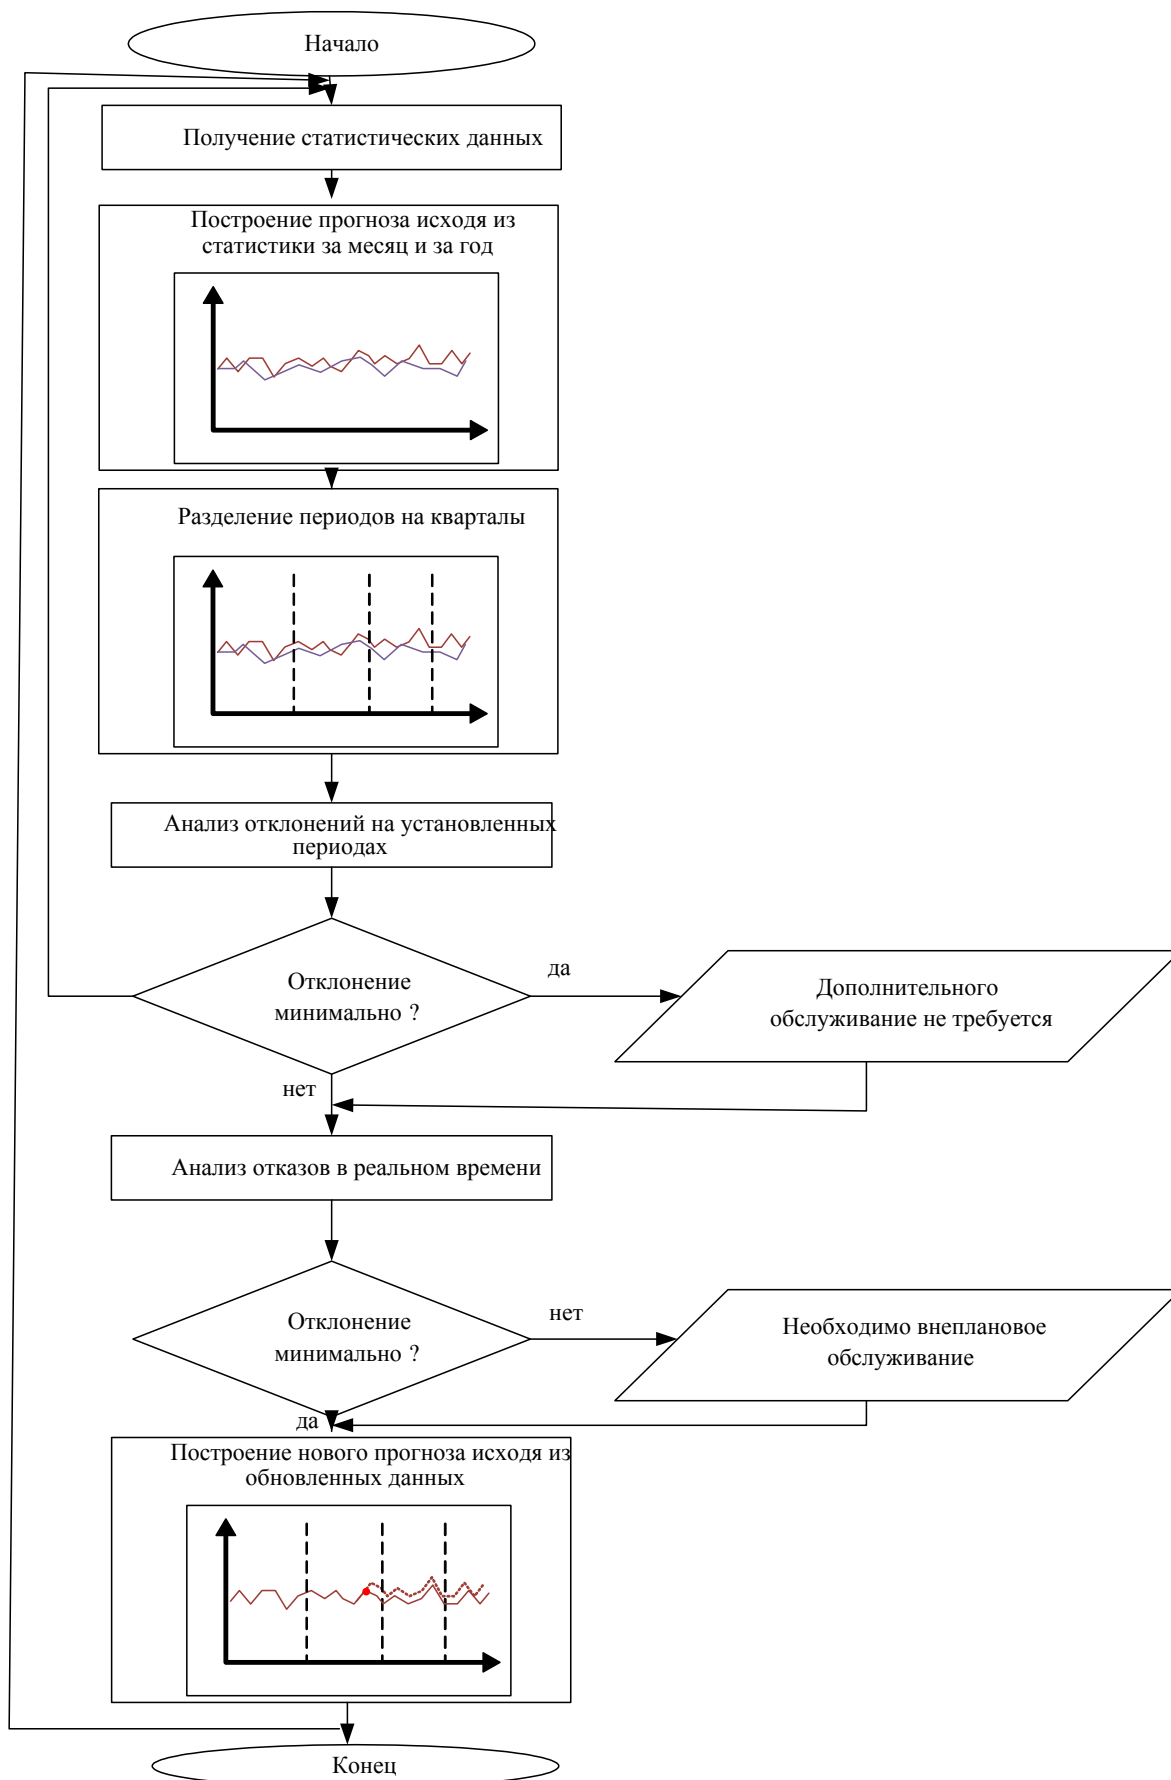 Начало
Получение статистических данных
Построение прогноза исходя из
статистики за месяц и за год
Разделение периодов на кварталы
Анализ отклонений на установленных
периодах
Отклонение
минимально ?
да
Дополнительного
обслуживание не требуется
нет
Анализ отказов в реальном времени
Отклонение
минимально ?
нет
Необходимо внеплановое
обслуживание
да
Построение нового прогноза исходя из
обновленных данных
Конец